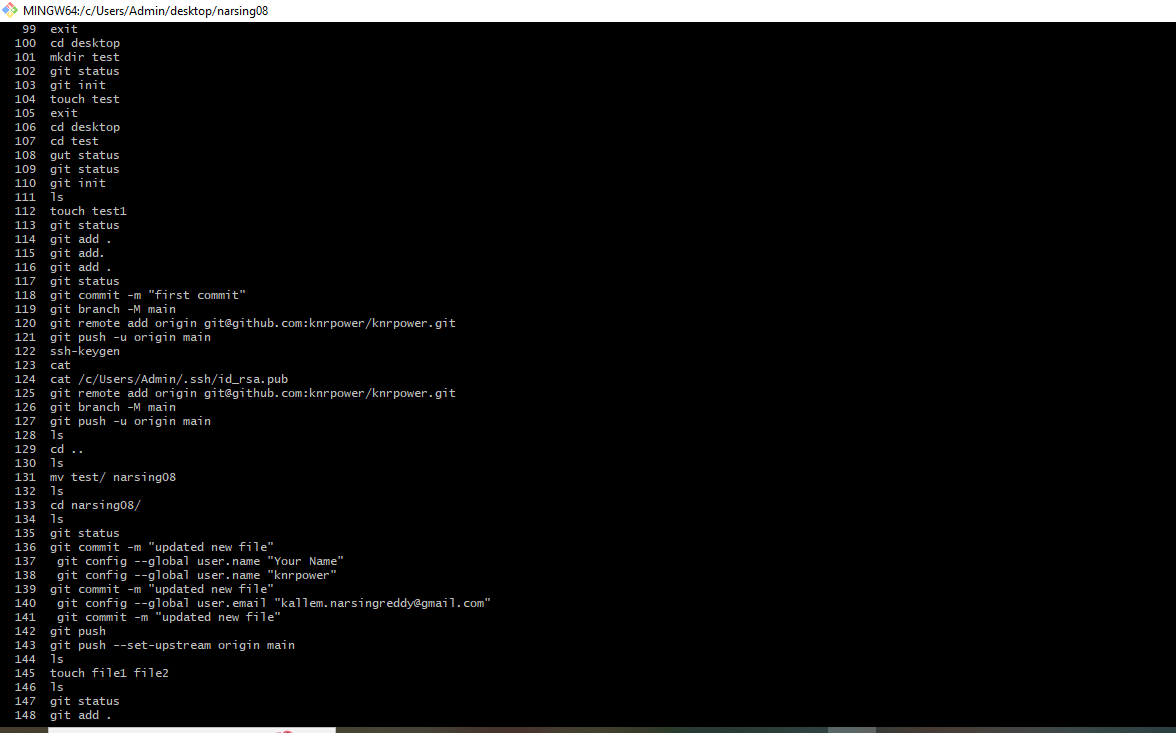 MINGW64:/c/Users/Admin/desktop/narsing08
99 exit
100 cd desktop
101 mkdir test
102 git status
103 git init
104 touch test
105 exit
106 cd desktop
107 cd test
108 gut status
109 git status
110 git init
111 ls
112 touch test1
113 git status
114 git add .
115 git add.
116 git add .
117 git status
118 git commit -m "first commit"
119 git branch -M main
120 git remote add origin git@github.com:knrpower/knrpower.git
121 git push -u origin main
122 ssh-keygen
123 cat
124 cat /c/Users/Admin/.ssh/id_rsa.pub
125 git remote add origin git@github.com:knrpower/knrpower.git
126 git branch -M main
127 git push -u origin main
128 ls
129 cd ..
130 ls
131 mv test/ narsing08
132 ls
133 cd narsing08/
134 ls
135 git status
136 git commit -m "updated new file"
137 git config --global user.name "Your Name"
138 git config --global user.name "knrpower"
139 git commit -m "updated new file"
140 git config --global user.email "kallem.narsingreddy@gmail.com"
141 git commit -m "updated new file"
142 git push
143 git push --set-upstream origin main
144 ls
145 touch file1 file2
146 ls
147 git status
148 git add .